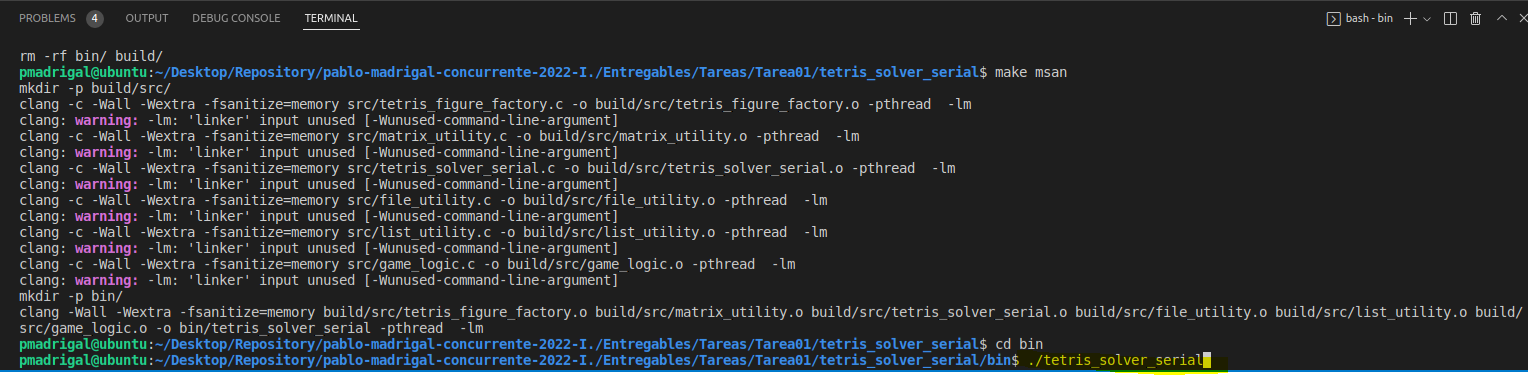 PROBLEMS 4 OUTPUT DEBUG CONSOLE TERMINAL bash - bin
rm -rf bin/ build/
pmadrigal@ubuntu:~/Desktop/Repository/pablo-madrigal-concurrente-2022-I./Entregables/Tareas/Tarea01/tetris_solver_serial$ make msan
mkdir -p build/src/
clang -c -Wall -Wextra -fsanitize=memory src/tetris_figure_factory.c -o build/src/tetris_figure_factory.o -pthread  -lm
clang: warning: -lm: 'linker' input unused [-Wunused-command-line-argument]
clang -c -Wall -Wextra -fsanitize=memory src/matrix_utility.c -o build/src/matrix_utility.o -pthread  -lm
clang: warning: -lm: 'linker' input unused [-Wunused-command-line-argument]
clang -c -Wall -Wextra -fsanitize=memory src/tetris_solver_serial.c -o build/src/tetris_solver_serial.o -pthread  -lm
clang: warning: -lm: 'linker' input unused [-Wunused-command-line-argument]
clang -c -Wall -Wextra -fsanitize=memory src/file_utility.c -o build/src/file_utility.o -pthread  -lm
clang: warning: -lm: 'linker' input unused [-Wunused-command-line-argument]
clang -c -Wall -Wextra -fsanitize=memory src/list_utility.c -o build/src/list_utility.o -pthread  -lm
clang: warning: -lm: 'linker' input unused [-Wunused-command-line-argument]
clang -c -Wall -Wextra -fsanitize=memory src/game_logic.c -o build/src/game_logic.o -pthread  -lm
clang: warning: -lm: 'linker' input unused [-Wunused-command-line-argument]
mkdir -p bin/
clang -Wall -Wextra -fsanitize=memory build/src/tetris_figure_factory.o build/src/matrix_utility.o build/src/tetris_solver_serial.o build/src/file_utility.o build/src/list_utility.o build/
src/game_logic.o -o bin/tetris_solver_serial -pthread  -lm
pmadrigal@ubuntu:~/Desktop/Repository/pablo-madrigal-concurrente-2022-I./Entregables/Tareas/Tarea01/tetris_solver_serial$ cd bin
pmadrigal@ubuntu:~/Desktop/Repository/pablo-madrigal-concurrente-2022-I./Entregables/Tareas/Tarea01/tetris_solver_serial/bin$ ./tetris_solver_serial